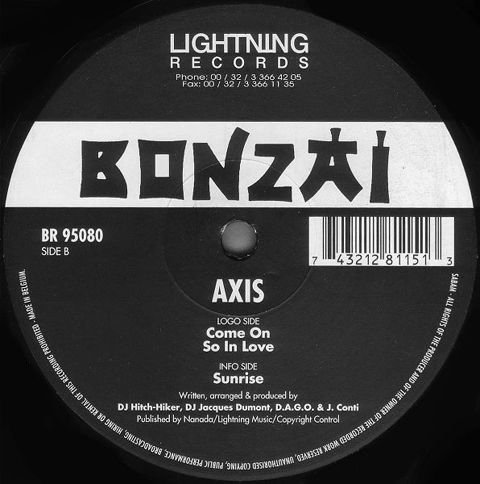 LIGHTNING
RECORDS
Phone: 00 / 32 / 3 366 42 05
Fax: 00 / 32 / 3 366 11 35
BONZAI
BR 95080
SIDE B
7 43212 81151 3
AXIS
LOGO SIDE
Come On
So In Love
INFO SIDE
Sunrise
Written, arranged & produced by
DJ Hitch-Hiker, DJ Jacques Dumont, D.A.G.O. & J. Conti
Published by Nanada/Lightning Music/Copyright Control
SABAM · ALL RIGHTS OF THE PRODUCER AND OF THE OWNER OF THE RECORDED WORK RESERVED, UNAUTHORISED COPYING, PUBLIC PERFORMANCE, BROADCASTING, HIRING OR RENTAL OF THIS RECORDING PROHIBITED · MADE IN BELGIUM.